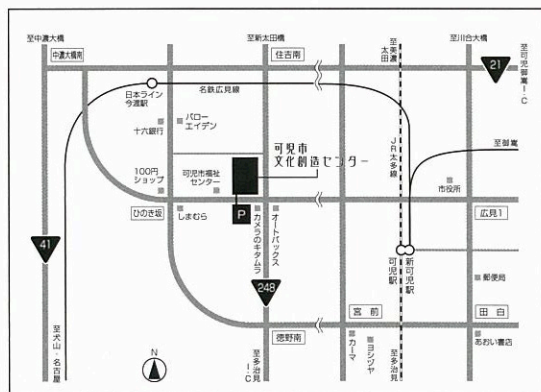 至中濃大橋
至新太田橋
至美濃太田
至川合大橋
中濃大橋南
住吉南
21
至可児御嵩I・C
日本ライン今渡駅
名鉄広見線
十六銀行
バローエイデン
可児市
文化創造センター
JR太多線
至御嵩
100円ショップ
可児市福祉センター
市役所
ひのき坂
しまむら
P
カメラのキタムラ
オートバックス
広見1
41
248
可児駅
新可児駅
郵便局
宮前
田白
徳野南
至犬山・名古屋
N
至多治見I・C
カーマ
ヨシヅヤ
至多治見
あおい書店